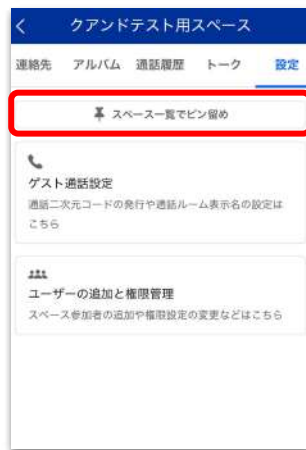 クアンドテスト用スペース
連絡先 アルバム 通話履歴 トーク 設定
スペース一覧でピン留め
ゲスト通話設定
通話二次元コードの発行や通話ルーム表示名の設定は
こちら
ユーザーの追加と権限管理
スペース参加者の追加や権限設定の変更などはこちら